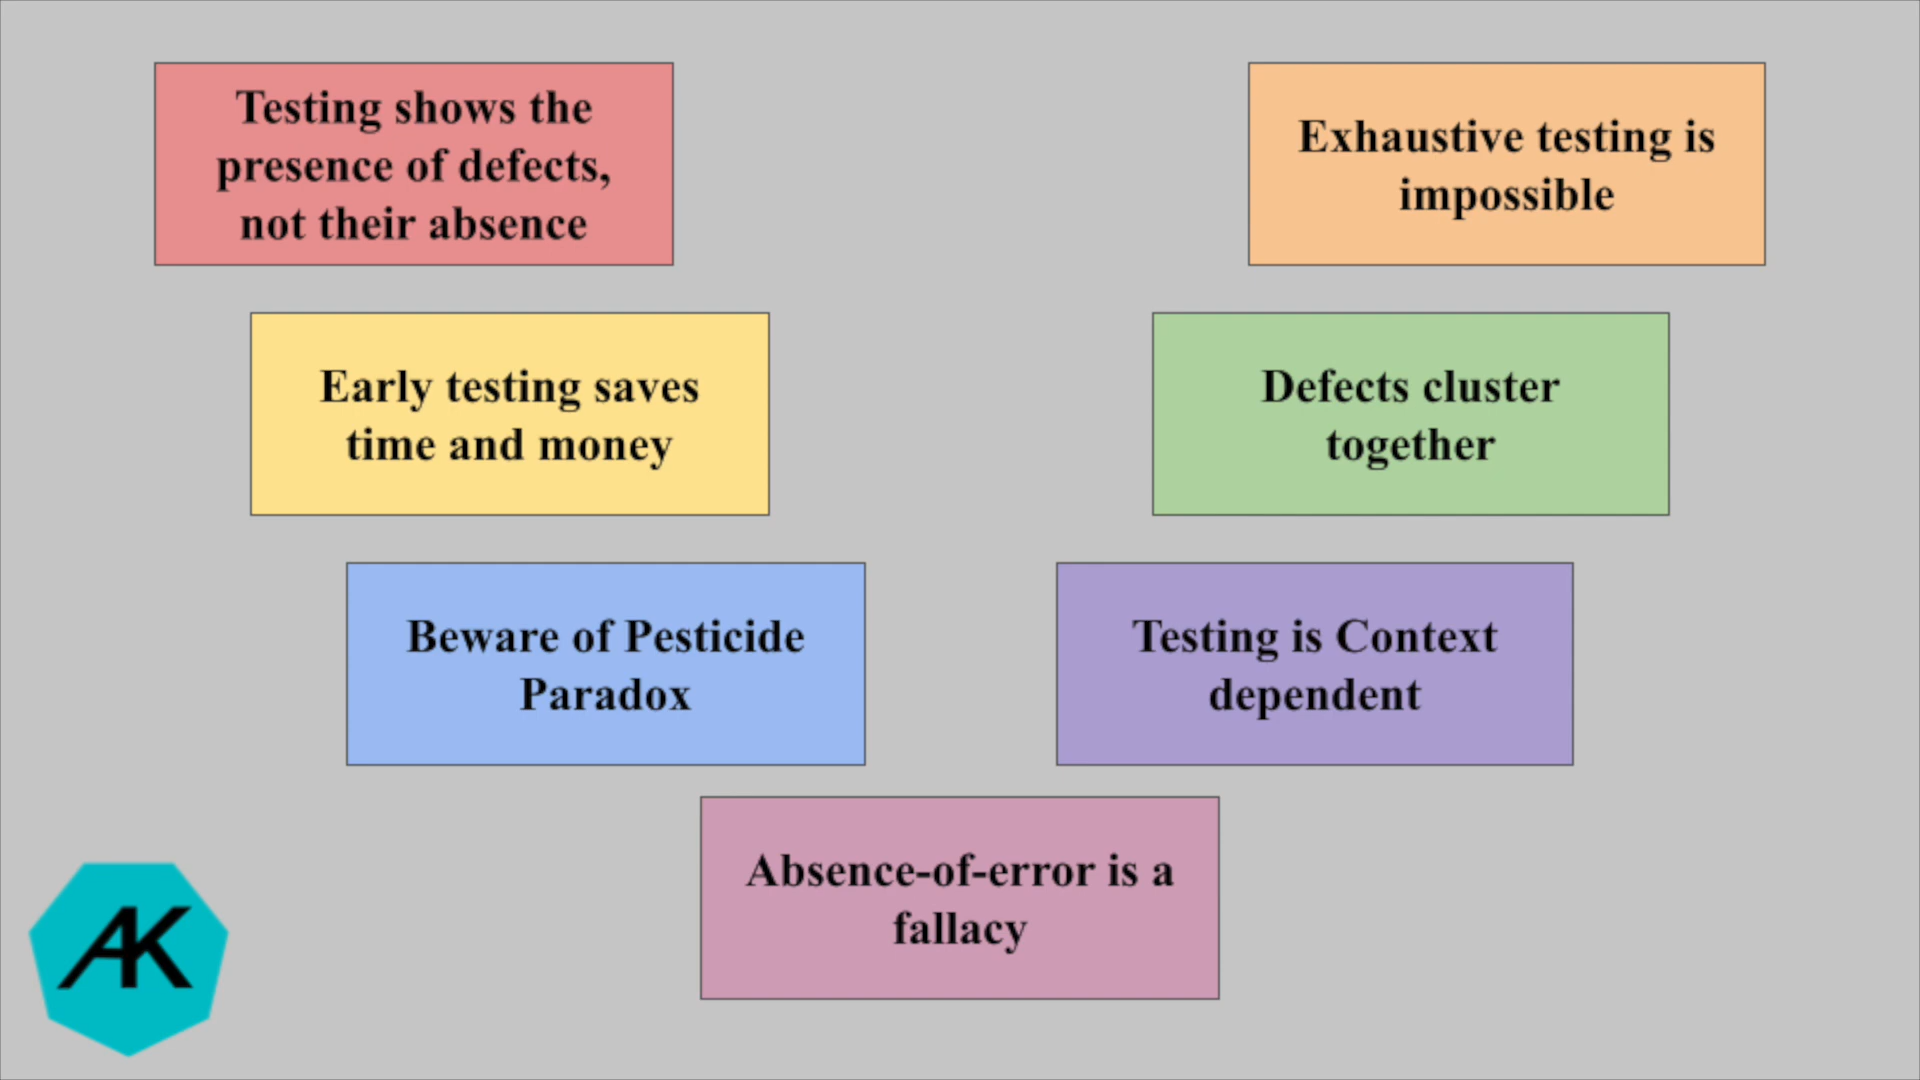 Testing shows the
presence of defects,
not their absence
Exhaustive testing is
impossible
Early testing saves
time and money
Defects cluster
together
Beware of Pesticide
Paradox
Testing is Context
dependent
Absence-of-error is a
fallacy
AK